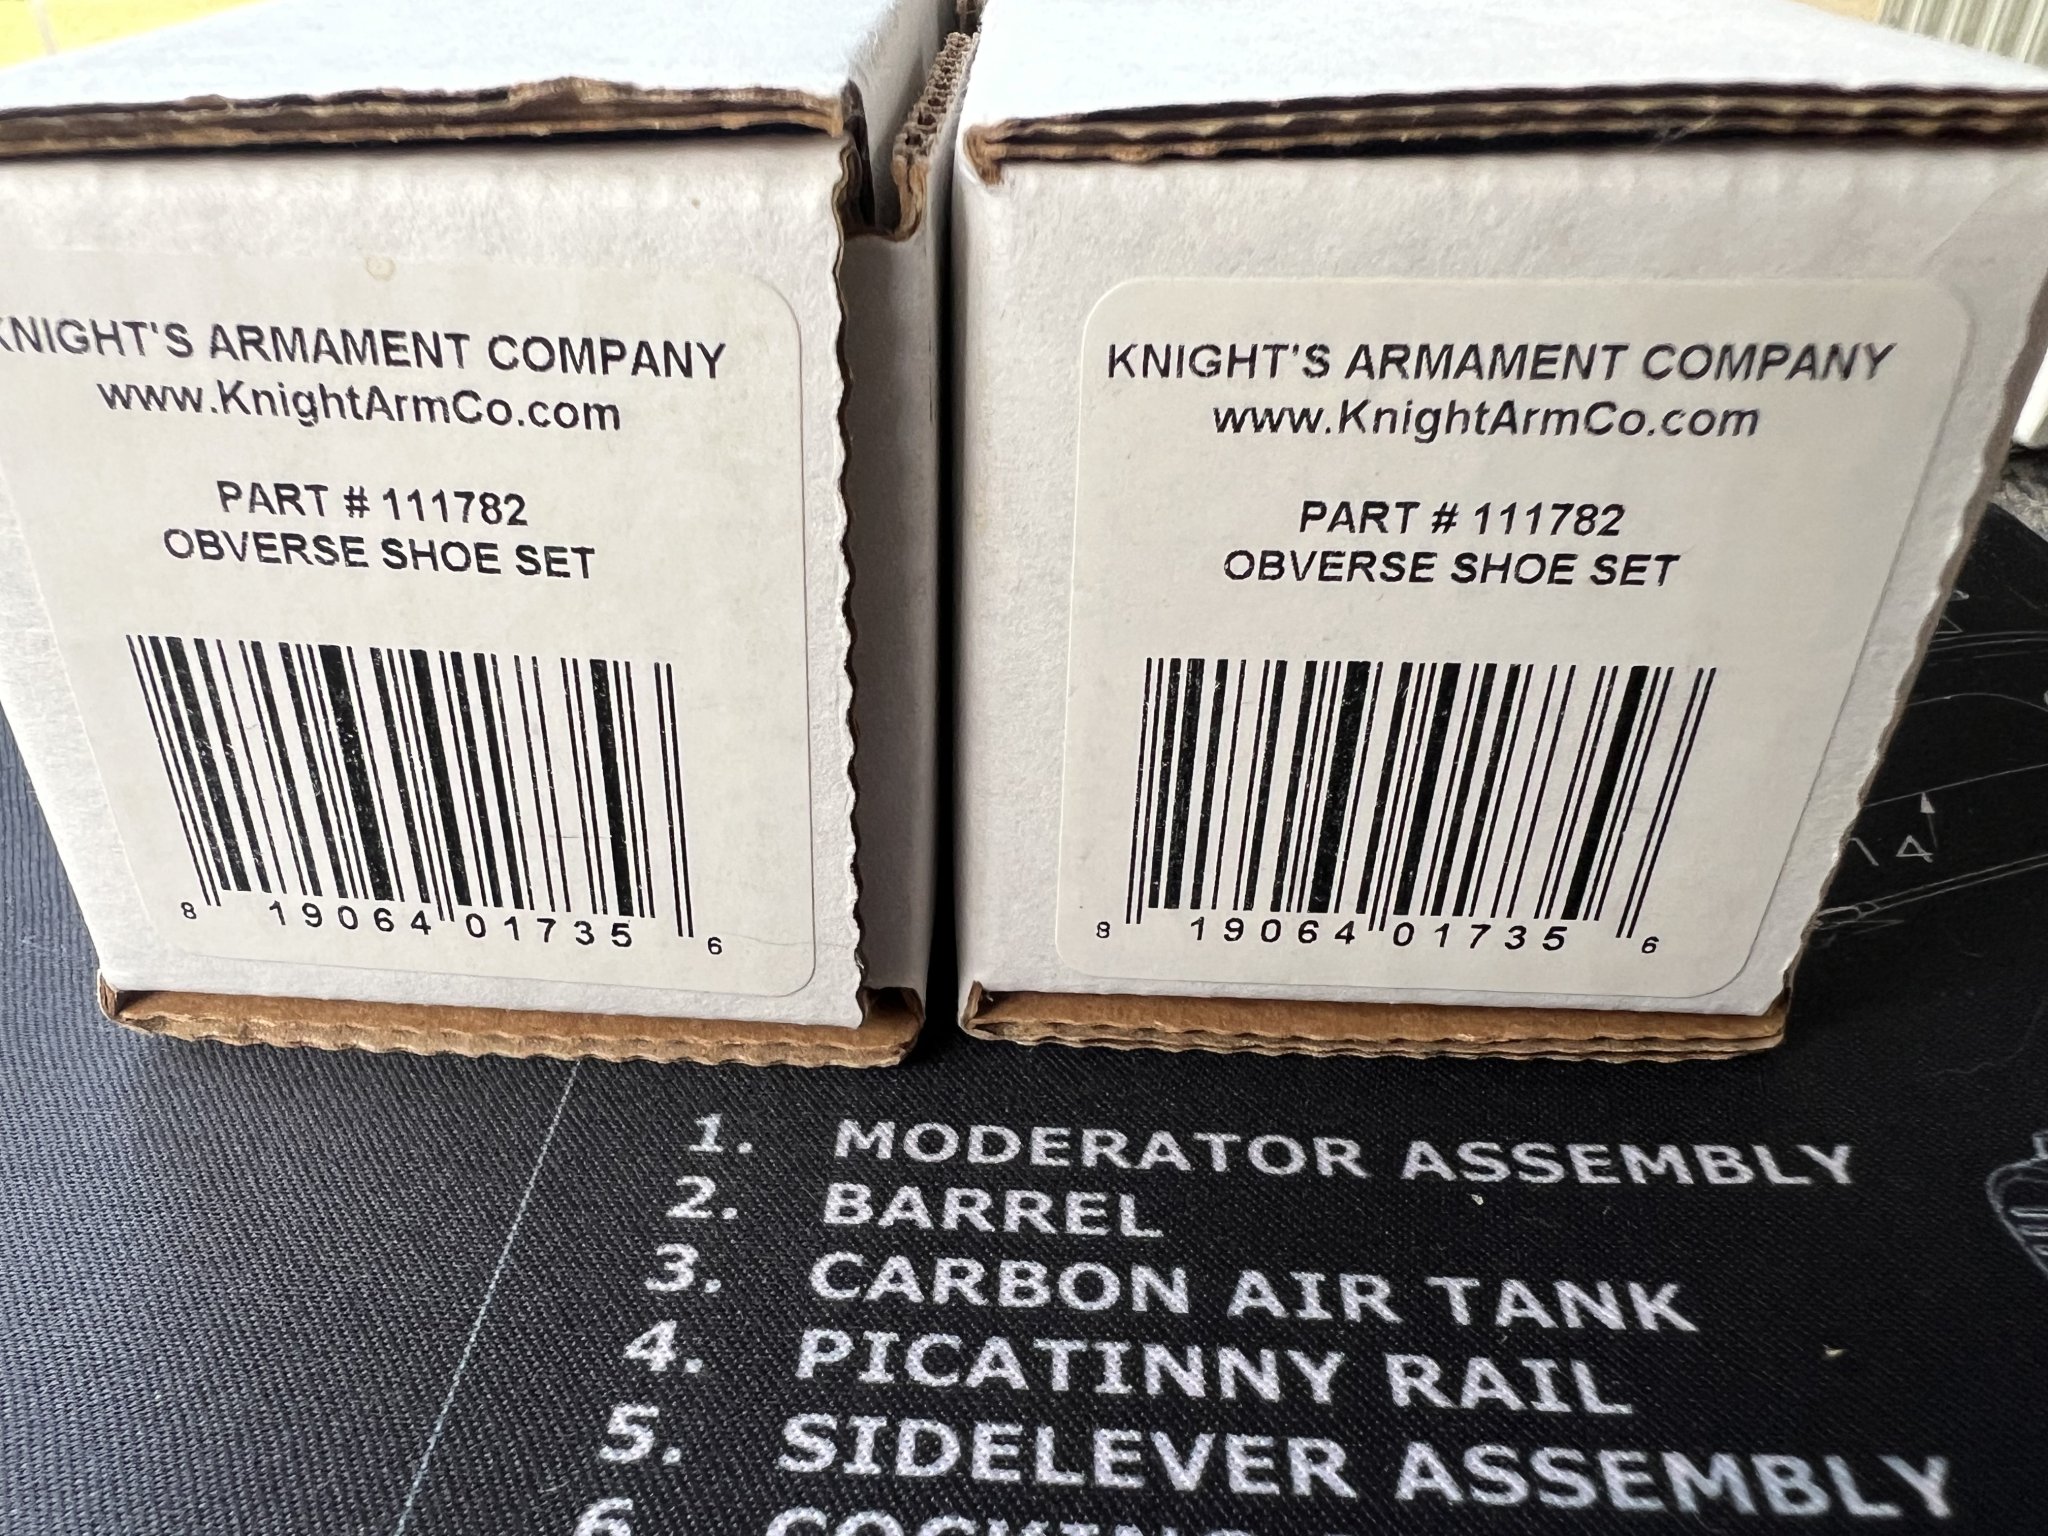 KNIGHT'S ARMAMENT COMPANY
www.KnightArmCo.com
PART # 111782
OBVERSE SHOE SET
8 19064 01735 6
KNIGHT'S ARMAMENT COMPANY
www.KnightArmCo.com
PART # 111782
OBVERSE SHOE SET
8 19064 01735 6
14
1. MODERATOR ASSEMBLY
2. BARREL
3. CARBON AIR TANK
4. PICATINNY RAIL
5. SIDELEVER ASSEMBLY
6.